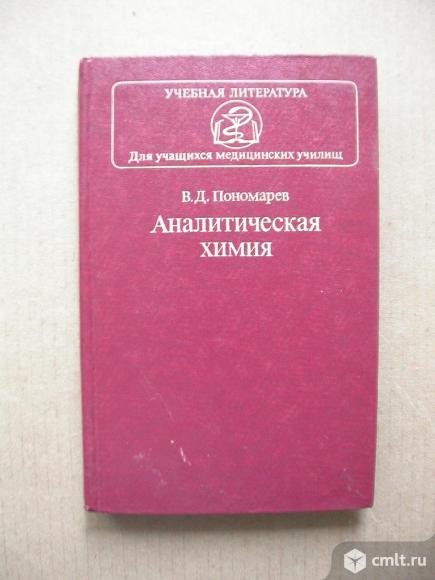 УЧЕБНАЯ ЛИТЕРАТУРА
Для учащихся медицинских училищ
В.Д. Пономарев
Аналитическая
ХИМИЯ
cmlt.ru